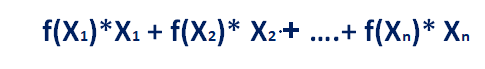 f(X₁)*X₁ + f(X₂)* X₂ + ....+ f(Xₙ)* Xₙ